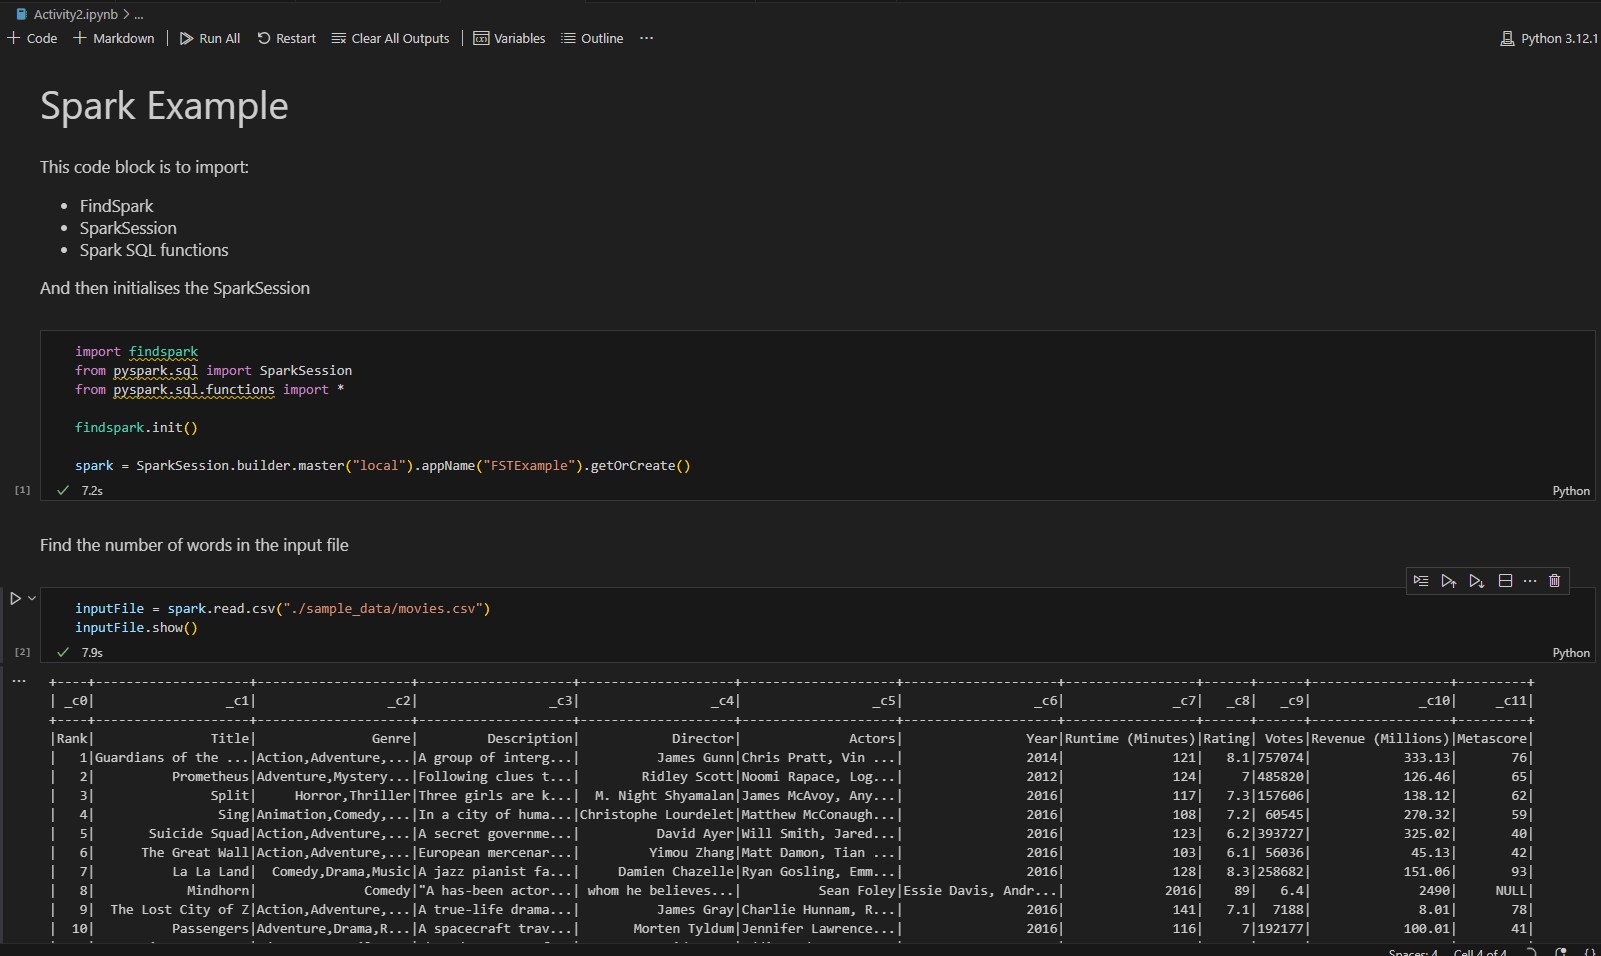 Activity2.ipynb > ...
+ Code + Markdown | Run All Restart Clear All Outputs | Variables Outline ... Python 3.12.1
Spark Example
This code block is to import:
• FindSpark
• SparkSession
• Spark SQL functions
And then initialises the SparkSession
import findspark
from pyspark.sql import SparkSession
from pyspark.sql.functions import *
findspark.init()
spark = SparkSession.builder.master("local").appName("FSTExample").getOrCreate()
[1] ✓ 7.2s Python
Find the number of words in the input file
inputFile = spark.read.csv("./sample_data/movies.csv")
inputFile.show()
[2] ✓ 7.9s Python
...
+----+--------------------+--------------------+--------------------+--------------------+--------------------+--------------------+-----------------+------+------+------------------+---------+
| _c0| _c1| _c2| _c3| _c4| _c5| _c6| _c7| _c8| _c9| _c10| _c11|
+----+--------------------+--------------------+--------------------+--------------------+--------------------+--------------------+-----------------+------+------+------------------+---------+
|Rank| Title| Genre| Description| Director| Actors| Year|Runtime (Minutes)|Rating| Votes|Revenue (Millions)|Metascore|
| 1|Guardians of the ...|Action,Adventure,...|A group of interg...| James Gunn|Chris Pratt, Vin ...| 2014| 121| 8.1|757074| 333.13| 76|
| 2| Prometheus|Adventure,Mystery...|Following clues t...| Ridley Scott|Noomi Rapace, Log...| 2012| 124| 7|485820| 126.46| 65|
| 3| Split| Horror,Thriller|Three girls are k...| M. Night Shyamalan|James McAvoy, Any...| 2016| 117| 7.3|157606| 138.12| 62|
| 4| Sing|Animation,Comedy,...|In a city of huma...|Christophe Lourdelet|Matthew McConaugh...| 2016| 108| 7.2| 60545| 270.32| 59|
| 5| Suicide Squad|Action,Adventure,...|A secret governme...| David Ayer|Will Smith, Jared...| 2016| 123| 6.2|393727| 325.02| 40|
| 6| The Great Wall|Action,Adventure,...|European mercenar...| Yimou Zhang|Matt Damon, Tian ...| 2016| 103| 6.1| 56036| 45.13| 42|
| 7| La La Land| Comedy,Drama,Music|A jazz pianist fa...| Damien Chazelle|Ryan Gosling, Emm...| 2016| 128| 8.3|258682| 151.06| 93|
| 8| Mindhorn| Comedy|"A has-been actor...| whom he believes...| Sean Foley|Essie Davis, Andr...| 2016| 89| 6.4| 2490| NULL|
| 9| The Lost City of Z|Action,Adventure,...|A true-life drama...| James Gray|Charlie Hunnam, R...| 2016| 141| 7.1| 7188| 8.01| 78|
| 10| Passengers|Adventure,Drama,R...|A spacecraft trav...| Morten Tyldum|Jennifer Lawrence...| 2016| 116| 7|192177| 100.01| 41|
Spaces: 4 Cell 4 of 4